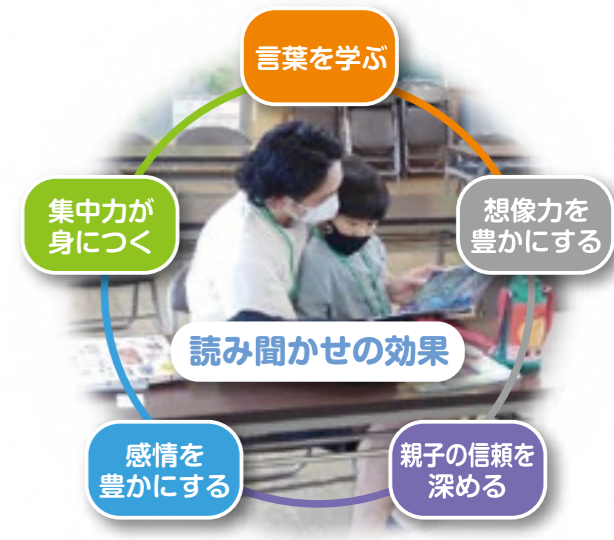 言葉を学ぶ
想像力を
豊かにする
親子の信頼を
深める
感情を
豊かにする
集中力が
身につく
読み聞かせの効果